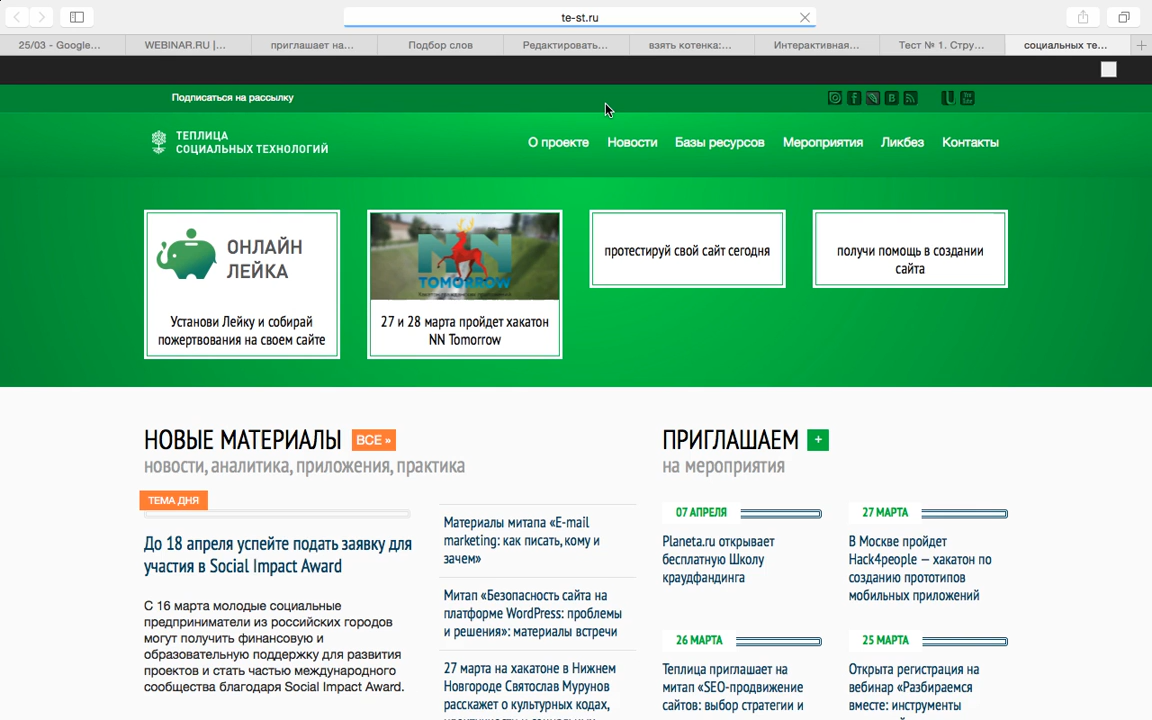 te-st.ru
25/03 - Google...
WEBINAR.RU |...
приглашает на...
Подбор слов
Редактировать...
взять котенка:...
Интерактивная...
Тест № 1. Стру...
социальных те...
Подписаться на рассылку
ТЕПЛИЦА
СОЦИАЛЬНЫХ ТЕХНОЛОГИЙ
О проекте
Новости
Базы ресурсов
Мероприятия
Ликбез
Контакты
ОНЛАЙН
ЛЕЙКА
Установи Лейку и собирай
пожертвования на своем сайте
NN
TOMORROW
27 и 28 марта пройдет хакатон
NN Tomorrow
протестируй свой сайт сегодня
получи помощь в создании
сайта
НОВЫЕ МАТЕРИАЛЫ
ВСЕ »
новости, аналитика, приложения, практика
ТЕМА ДНЯ
До 18 апреля успейте подать заявку для
участия в Social Impact Award
С 16 марта молодые социальные
предприниматели из российских городов
могут получить финансовую и
образовательную поддержку для развития
проектов и стать частью международного
сообщества благодаря Social Impact Award.
Материалы митапа «E-mail
marketing: как писать, кому и
зачем»
Митап «Безопасность сайта на
платформе WordPress: проблемы
и решения»: материалы встречи
27 марта на хакатоне в Нижнем
Новгороде Святослав Мурунов
расскажет о культурных кодах,
ПРИГЛАШАЕМ
+
на мероприятия
07 АПРЕЛЯ
Planeta.ru открывает
бесплатную Школу
краудфандинга
27 МАРТА
В Москве пройдет
Hack4people — хакатон по
созданию прототипов
мобильных приложений
26 МАРТА
Теплица приглашает на
митап «SEO-продвижение
сайтов: выбор стратегии и
25 МАРТА
Открыта регистрация на
вебинар «Разбираемся
вместе: инструменты